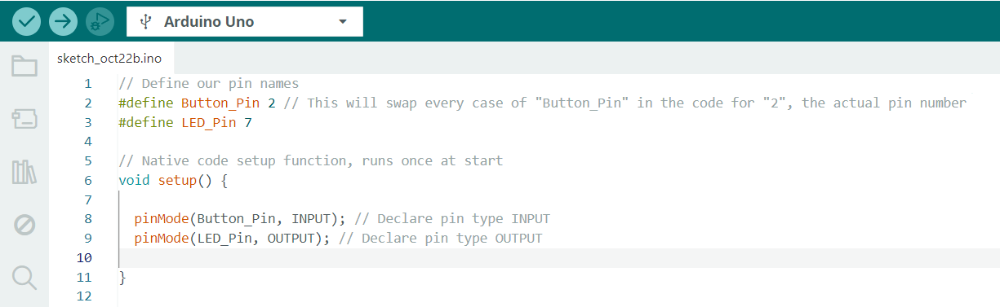 Arduino Uno
sketch_oct22b.ino
1 // Define our pin names
2 #define Button_Pin 2 // This will swap every case of "Button_Pin" in the code for "2", the actual pin number
3 #define LED_Pin 7
4
5 // Native code setup function, runs once at start
6 void setup() {
7
8 pinMode(Button_Pin, INPUT); // Declare pin type INPUT
9 pinMode(LED_Pin, OUTPUT); // Declare pin type OUTPUT
10
11 }
12